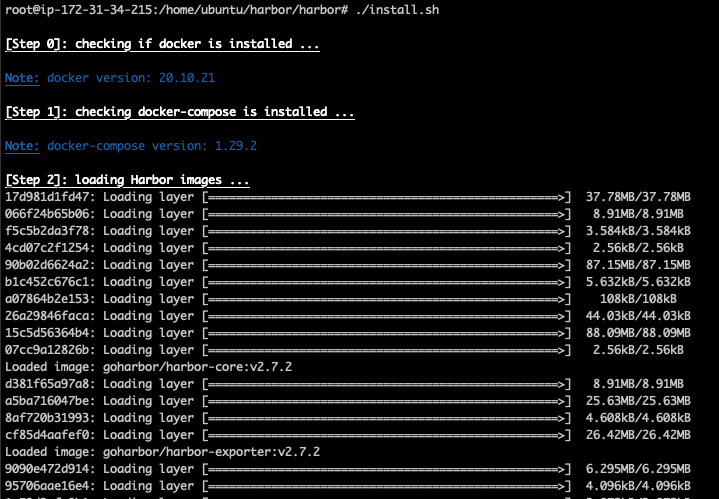 root@ip-172-31-34-215:/home/ubuntu/harbor/harbor# ./install.sh
[Step 0]: checking if docker is installed ...
Note: docker version: 20.10.21
[Step 1]: checking docker-compose is installed ...
Note: docker-compose version: 1.29.2
[Step 2]: loading Harbor images ...
17d981d1fd47: Loading layer [==================================================>]  37.78MB/37.78MB
066f24b65b06: Loading layer [==================================================>]  8.91MB/8.91MB
f5c5b2da3f78: Loading layer [==================================================>]  3.584kB/3.584kB
4cd07c2f1254: Loading layer [==================================================>]  2.56kB/2.56kB
90b02d6624a2: Loading layer [==================================================>]  87.15MB/87.15MB
b1c452c676c1: Loading layer [==================================================>]  5.632kB/5.632kB
a07864b2e153: Loading layer [==================================================>]  108kB/108kB
26a29846faca: Loading layer [==================================================>]  44.03kB/44.03kB
15c5d56364b4: Loading layer [==================================================>]  88.09MB/88.09MB
07cc9a12826b: Loading layer [==================================================>]  2.56kB/2.56kB
Loaded image: goharbor/harbor-core:v2.7.2
d381f65a97a8: Loading layer [==================================================>]  8.91MB/8.91MB
a5ba716047be: Loading layer [==================================================>]  25.63MB/25.63MB
8af720b31993: Loading layer [==================================================>]  4.608kB/4.608kB
cf85d4aafef0: Loading layer [==================================================>]  26.42MB/26.42MB
Loaded image: goharbor/harbor-exporter:v2.7.2
9090e472d914: Loading layer [==================================================>]  6.295MB/6.295MB
95706aae16e4: Loading layer [==================================================>]  4.096kB/4.096kB